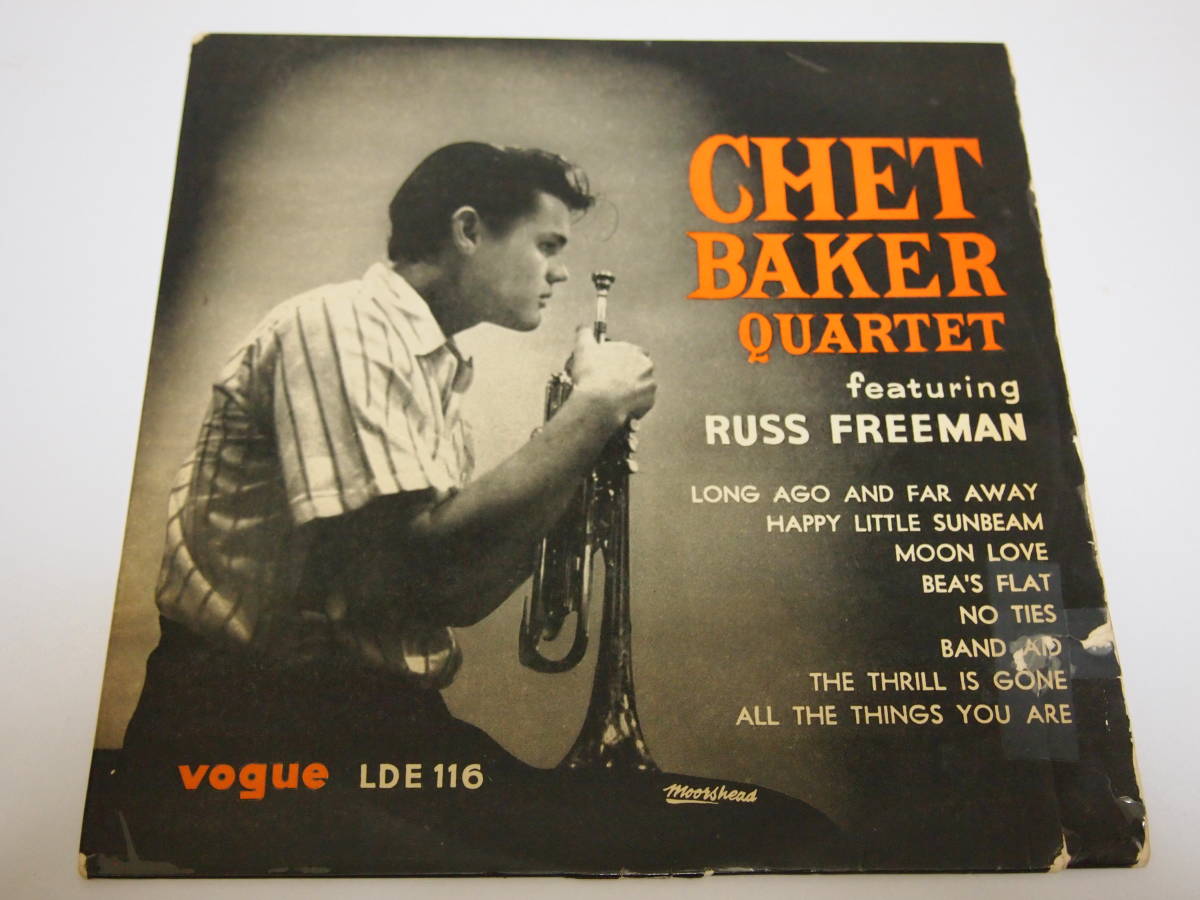 CHET
BAKER
QUARTET
featuring
RUSS FREEMAN
LONG AGO AND FAR AWAY
HAPPY LITTLE SUNBEAM
MOON LOVE
BEA'S FLAT
NO TIES
BAND AID
THE THRILL IS GONE
ALL THE THINGS YOU ARE
vogue LDE 116
Moorshead